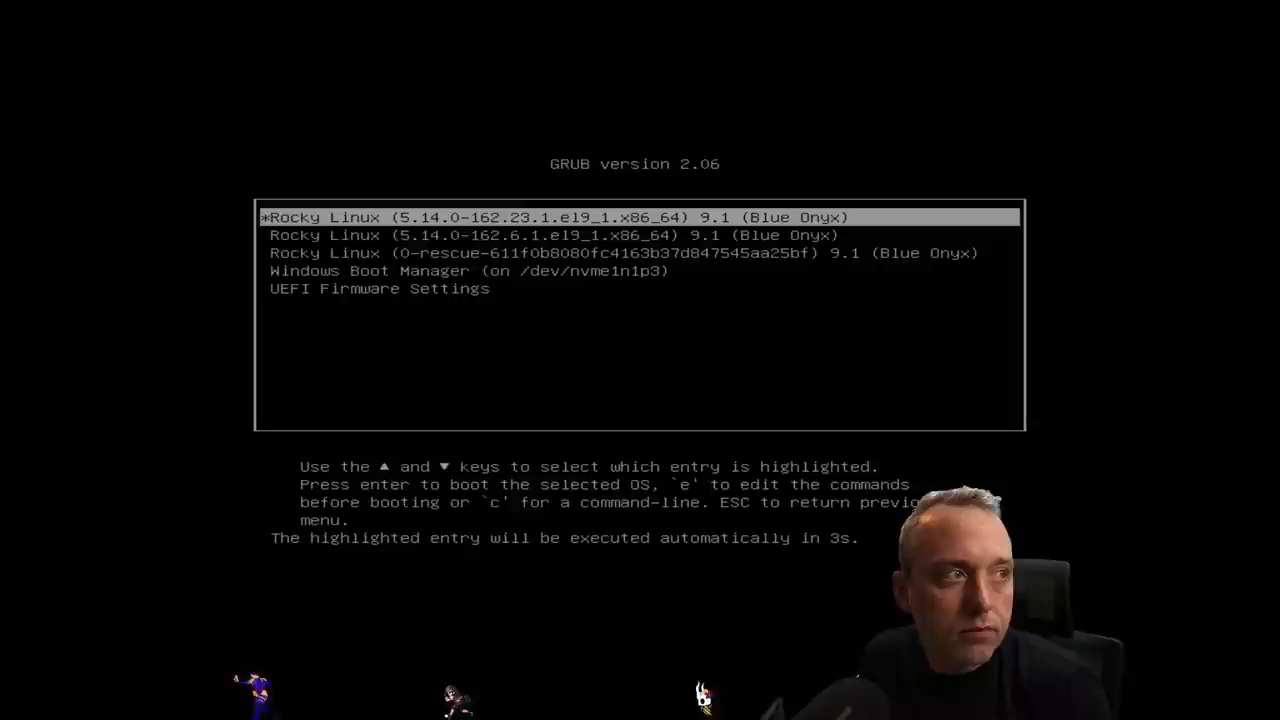 GRUB version 2.06
*Rocky Linux (5.14.0-162.23.1.el9_1.x86_64) 9.1 (Blue Onyx)
Rocky Linux (5.14.0-162.6.1.el9_1.x86_64) 9.1 (Blue Onyx)
Rocky Linux (0-rescue-611f0b8080fc4163b37d847545aa25bf) 9.1 (Blue Onyx)
Windows Boot Manager (on /dev/nvme1n1p3)
UEFI Firmware Settings
Use the ▲ and ▼ keys to select which entry is highlighted.
Press enter to boot the selected OS, `e' to edit the commands
before booting or `c' for a command-line. ESC to return previo
menu.
The highlighted entry will be executed automatically in 3s.